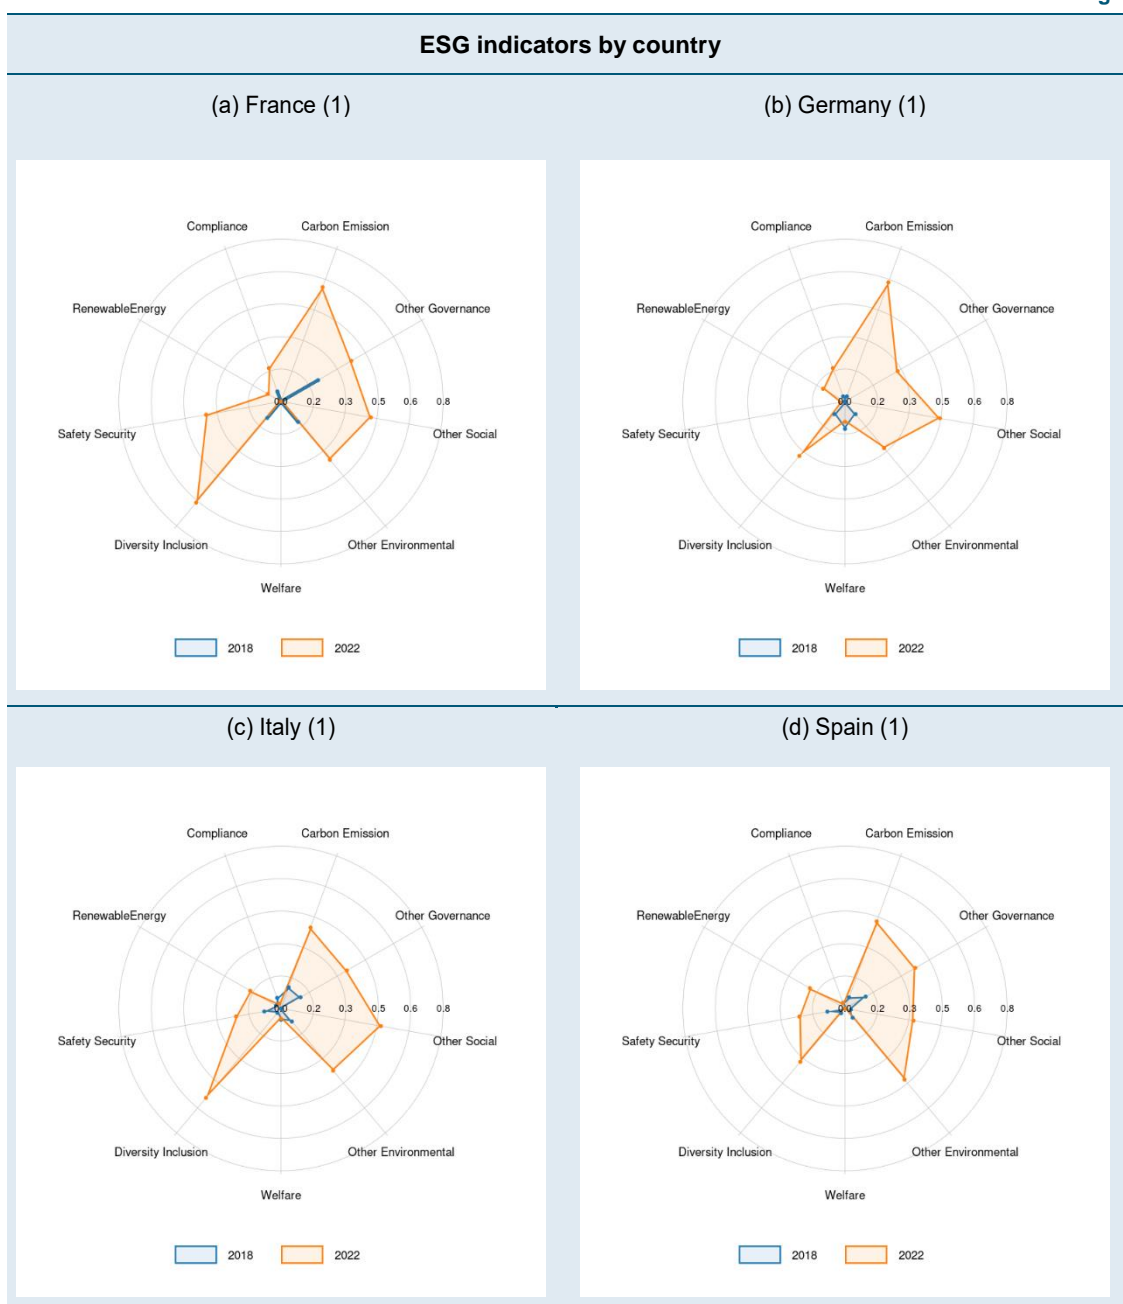 ESG indicators by country
(a) France (1)
(b) Germany (1)
Compliance
Carbon Emission
RenewableEnergy
Other Governance
0.0 0.2 0.3 0.5 0.6 0.8
Safety Security
Other Social
Diversity Inclusion
Other Environmental
Welfare
2018
2022
Compliance
Carbon Emission
RenewableEnergy
Other Governance
0.0 0.2 0.3 0.5 0.6 0.8
Safety Security
Other Social
Diversity Inclusion
Other Environmental
Welfare
2018
2022
(c) Italy (1)
(d) Spain (1)
Compliance
Carbon Emission
RenewableEnergy
Other Governance
0.0 0.2 0.3 0.5 0.6 0.8
Safety Security
Other Social
Diversity Inclusion
Other Environmental
Welfare
2018
2022
Compliance
Carbon Emission
RenewableEnergy
Other Governance
0.0 0.2 0.3 0.5 0.6 0.8
Safety Security
Other Social
Diversity Inclusion
Other Environmental
Welfare
2018
2022